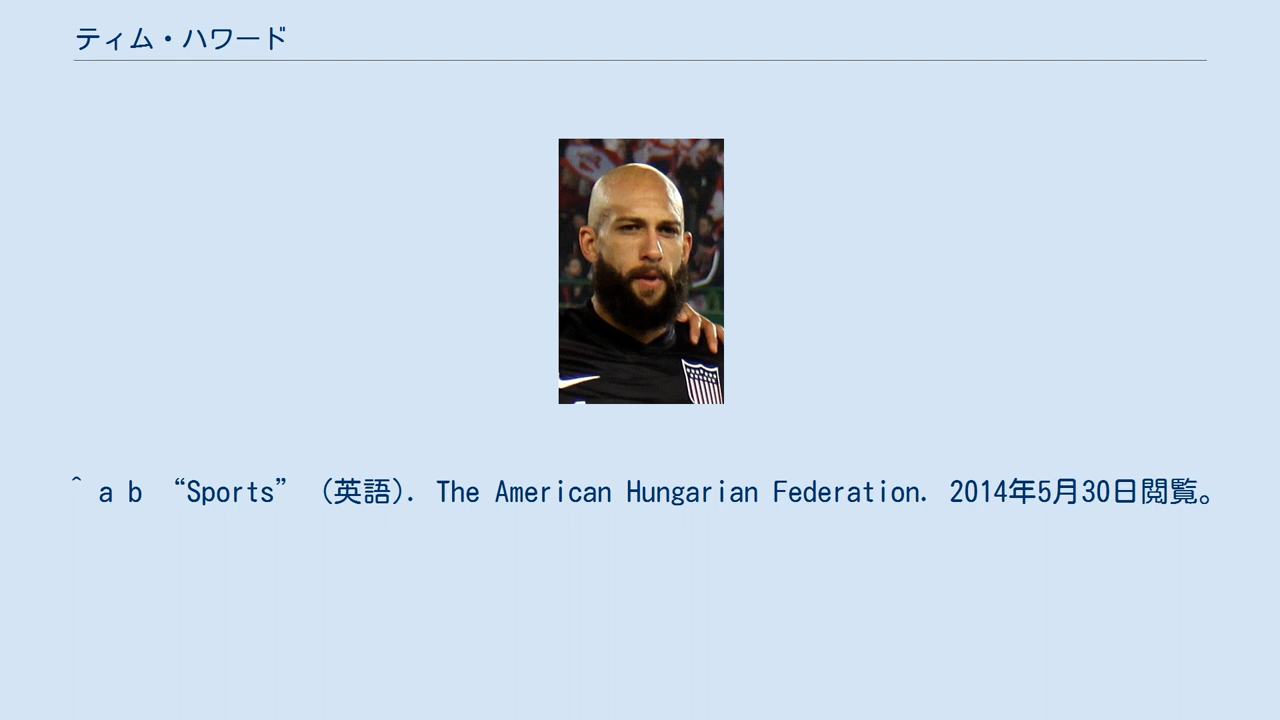 ティム・ハワード
^ a b “Sports” (英語). The American Hungarian Federation. 2014年5月30日閲覧。